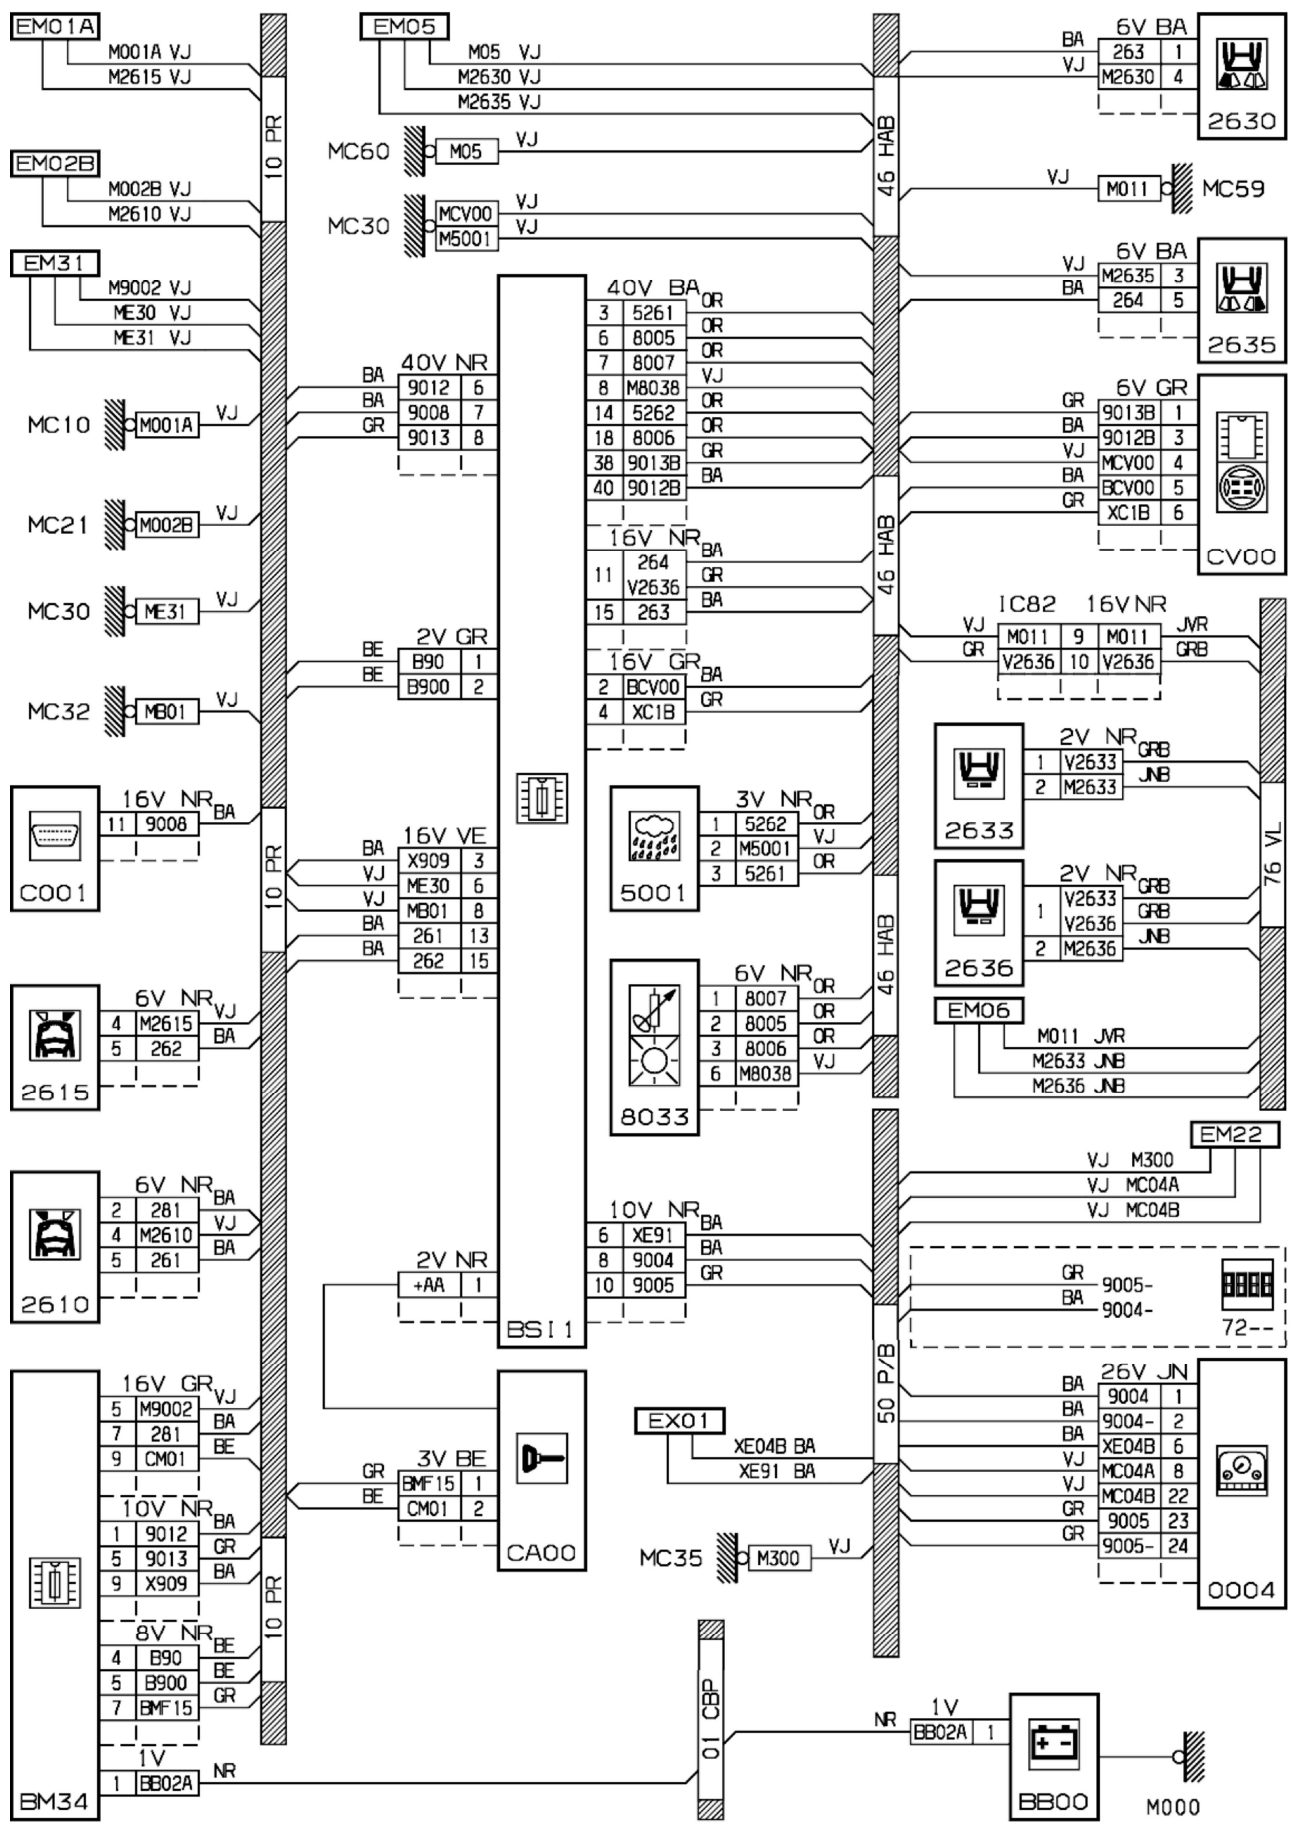 EM01A
M001A VJ
M2615 VJ
EM02B
M002B VJ
M2610 VJ
EM31
M9002 VJ
ME30 VJ
ME31 VJ
MC10 M001A VJ
MC21 M002B VJ
MC30 ME31 VJ
MC32 MB01 VJ
10 PR
C001
16V NR
11 9008 BA
10 PR
2615
6V NR
4 M2615 VJ
5 262 BA
2610
6V NR
2 281 BA
4 M2610 VJ
5 261 BA
BM34
16V GR
5 M9002 VJ
7 281 BA
9 CM01 BE
10V NR
1 9012 BA
5 9013 GR
9 X909 BA
8V NR
4 B90 BE
5 B900 BE
7 BMF15 GR
1V
1 BB02A NR
10 PR
EM05
M05 VJ
M2630 VJ
M2635 VJ
MC60 M05 VJ
MC30 MCV00 VJ
M5001 VJ
BSI1
40V NR
BA 9012 6
BA 9008 7
GR 9013 8
2V GR
BE B90 1
BE B900 2
16V VE
BA X909 3
VJ ME30 6
VJ MB01 8
BA 261 13
BA 262 15
2V NR
+AA 1
40V BA
3 5261 OR
6 8005 OR
7 8007 OR
8 M8038 VJ
14 5262 OR
18 8006 OR
38 9013B GR
40 9012B BA
16V NR
11 264 BA
V2636 GR
15 263 BA
16V GR
2 BCV00 BA
4 XC1B GR
10V NR
6 XE91 BA
8 9004 BA
10 9005 GR
5001
3V NR
1 5262 OR
2 M5001 VJ
3 5261 OR
8033
6V NR
1 8007 OR
2 8005 OR
3 8006 OR
6 M8038 VJ
CA00
3V BE
GR BMF15 1
BE CM01 2
EX01
XE04B BA
XE91 BA
MC35 M300 VJ
46 HAB
46 HAB
46 HAB
50 P/B
01 CBP
6V BA
BA 263 1
VJ M2630 4
2630
VJ M011 MC59
6V BA
VJ M2635 3
BA 264 5
2635
6V GR
GR 9013B 1
BA 9012B 3
VJ MCV00 4
BA BCV00 5
GR XC1B 6
CV00
IC82 16V NR
VJ M011 9 M011 JVR
GR V2636 10 V2636 GRB
2633
2V NR
1 V2633 GRB
2 M2633 JNB
2636
2V NR
1 V2633 GRB
V2636 GRB
2 M2636 JNB
76 VL
EM06
M011 JVR
M2633 JNB
M2636 JNB
EM22
VJ M300
VJ MC04A
VJ MC04B
GR 9005-
BA 9004-
72--
26V JN
BA 9004 1
BA 9004- 2
BA XE04B 6
VJ MC04A 8
VJ MC04B 22
GR 9005 23
GR 9005- 24
0004
1V
NR BB02A 1
BB00
+ -
M000